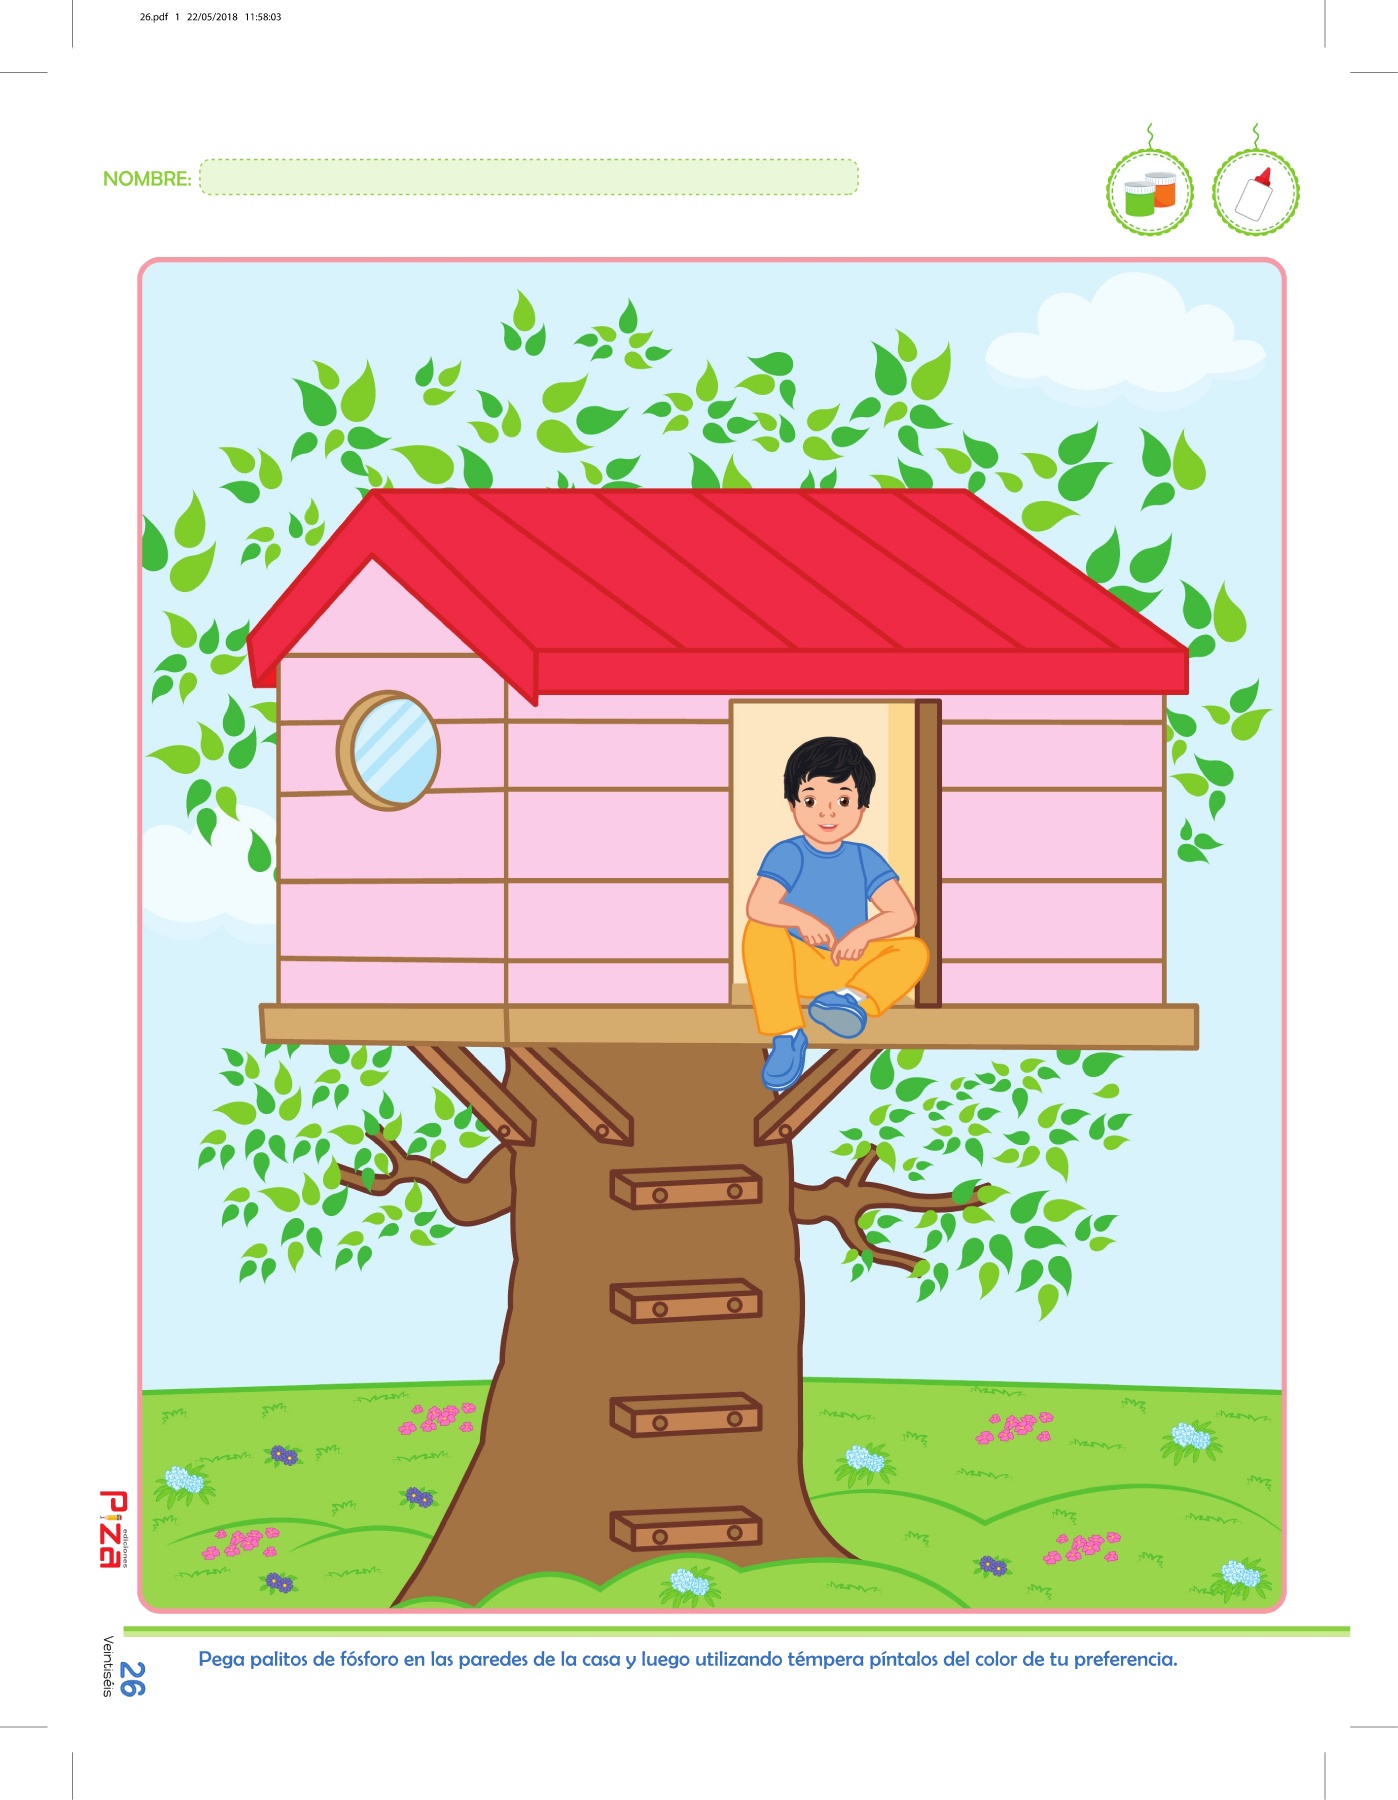 26.pdf 1 22/05/2018 11:58:03
NOMBRE:
Piza
ediciones
Veintiséis
26
Pega palitos de fósforo en las paredes de la casa y luego utilizando témpera píntalos del color de tu preferencia.